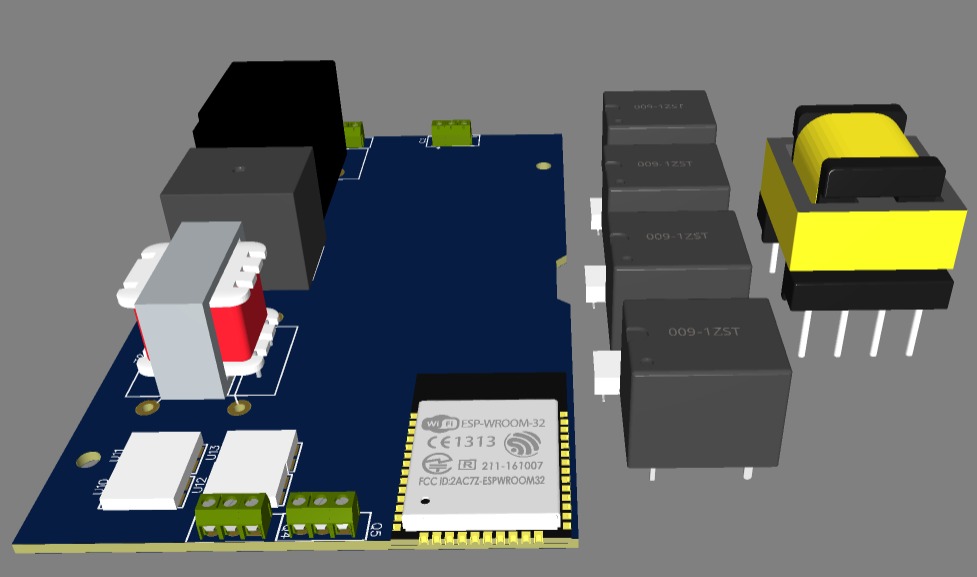 009-1ZST
009-1ZST
009-1ZST
009-1ZST
Wi Fi ESP-WROOM-32
CE1313
R 211-161007
FCC ID:2AC7Z-ESPWROOM32
U11
U10
U13
U12
Q5